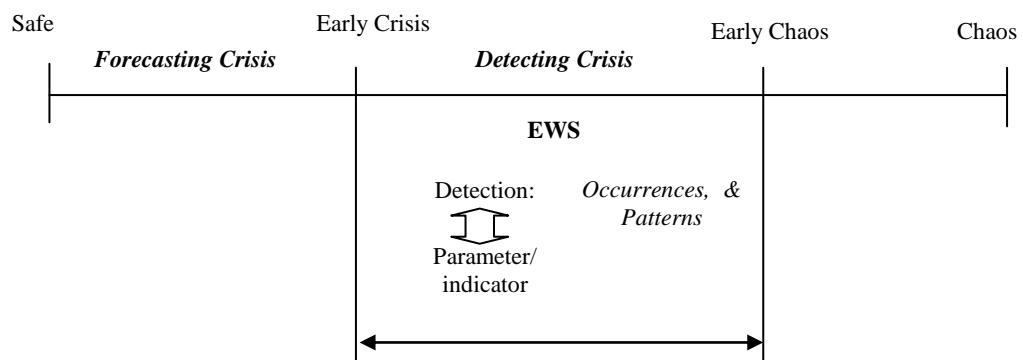 Safe
Early Crisis
Early Chaos
Chaos
Forecasting Crisis
Detecting Crisis
EWS
Detection:
Occurrences, &
Patterns
Parameter/
indicator